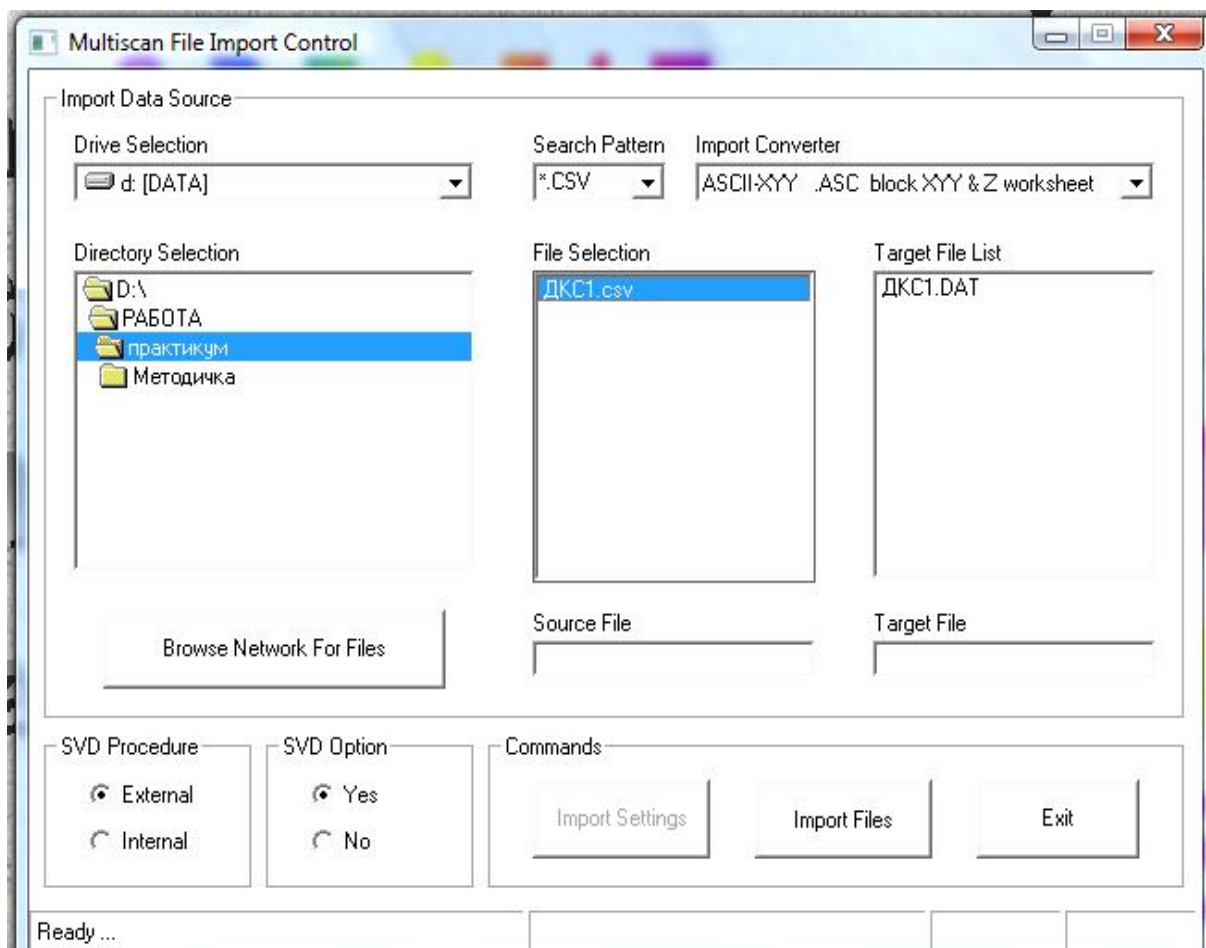 Multiscan File Import Control
Import Data Source
Drive Selection
d: [DATA]
Search Pattern
*.CSV
Import Converter
ASCII-XYY .ASC block XYY & Z worksheet
Directory Selection
D:\
РАБОТА
практикум
Методичка
File Selection
ДКС1.csv
Target File List
ДКС1.DAT
Browse Network For Files
Source File
Target File
SVD Procedure
External
Internal
SVD Option
Yes
No
Commands
Import Settings
Import Files
Exit
Ready ...